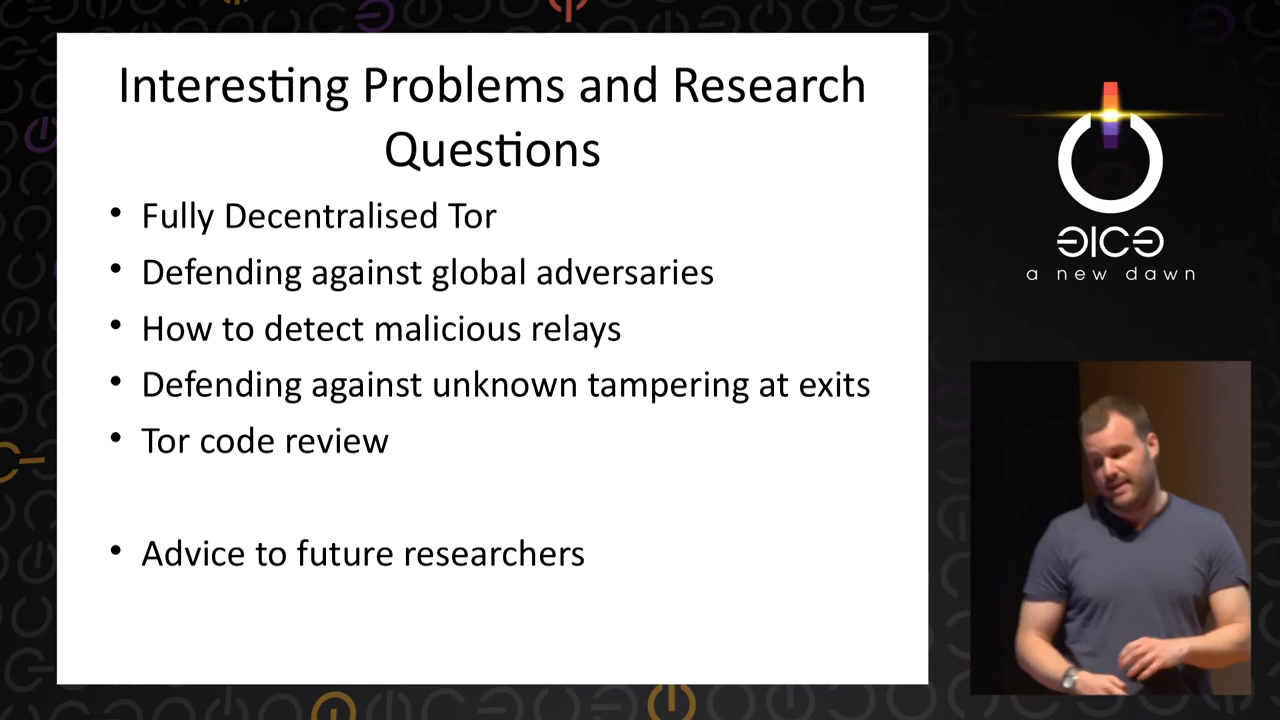 Interesting Problems and Research
Questions
• Fully Decentralised Tor
• Defending against global adversaries
• How to detect malicious relays
• Defending against unknown tampering at exits
• Tor code review
• Advice to future researchers
a new dawn